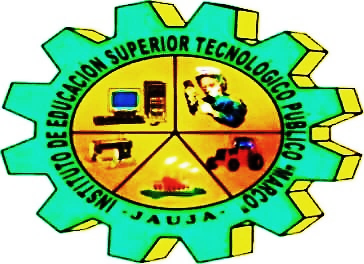 INSTITUTO DE EDUCACIÓN SUPERIOR TECNOLÓGICO PÚBLICO "MARCO"
- JAUJA -